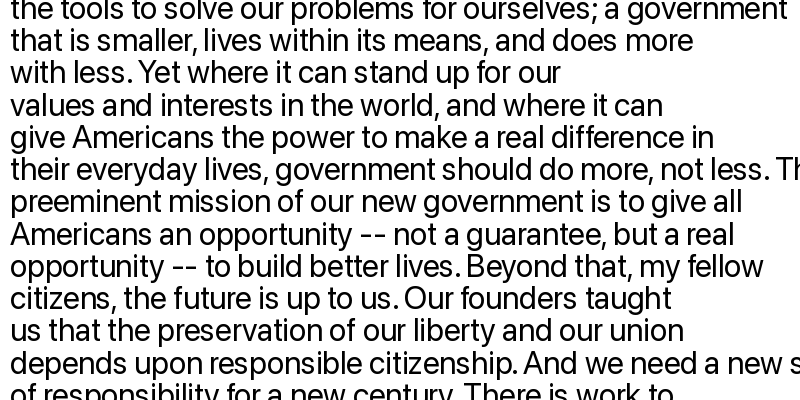 the tools to solve our problems for ourselves; a government
that is smaller, lives within its means, and does more
with less. Yet where it can stand up for our
values and interests in the world, and where it can
give Americans the power to make a real difference in
their everyday lives, government should do more, not less. Th
preeminent mission of our new government is to give all
Americans an opportunity -- not a guarantee, but a real
opportunity -- to build better lives. Beyond that, my fellow
citizens, the future is up to us. Our founders taught
us that the preservation of our liberty and our union
depends upon responsible citizenship. And we need a new s
of responsibility for a new century. There is work to